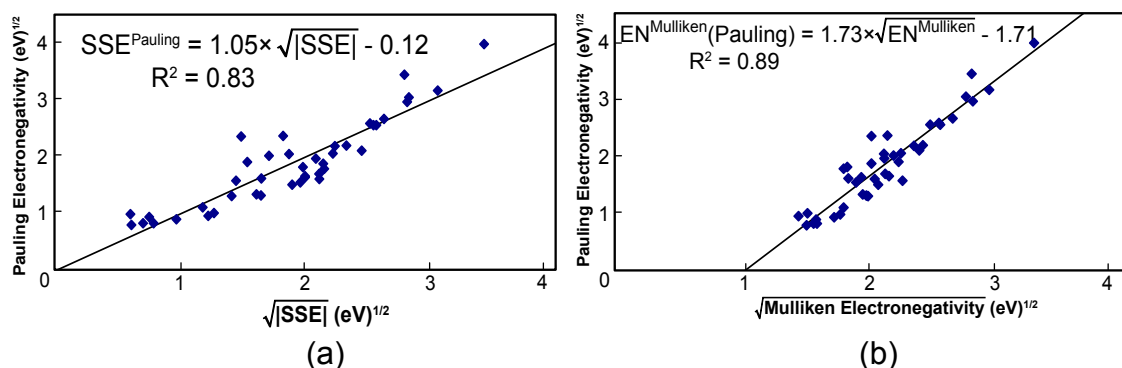 SSE^Pauling = 1.05× √|SSE| - 0.12
R² = 0.83
Pauling Electronegativity (eV)^1/2
4
3
2
1
0
1
2
3
4
√|SSE| (eV)^1/2
(a)
EN^Mulliken(Pauling) = 1.73×√EN^Mulliken - 1.71
R² = 0.89
Pauling Electronegativity (eV)^1/2
4
3
2
1
0
1
2
3
4
√Mulliken Electronegativity (eV)^1/2
(b)